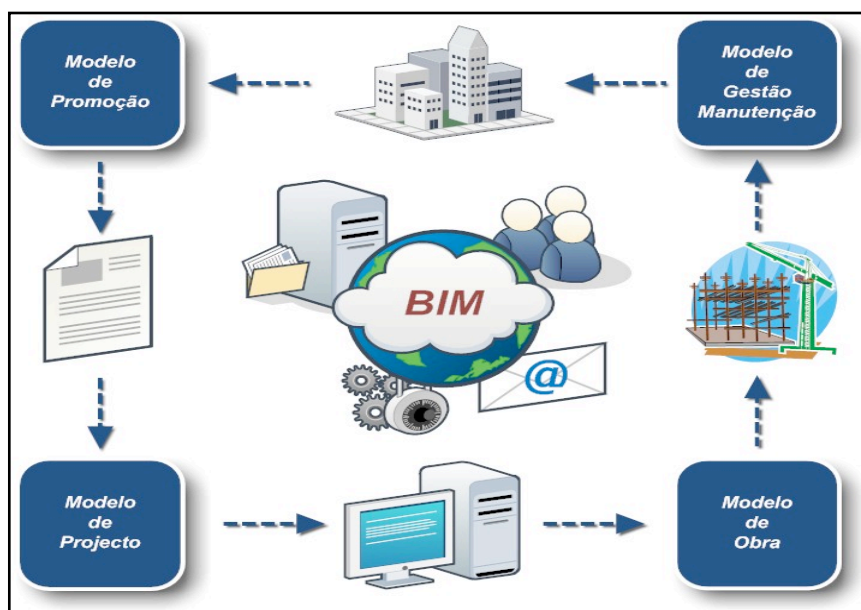 Modelo
de
Promoção
Modelo
de
Gestão
Manutenção
BIM
@
Modelo
de
Projecto
Modelo
de
Obra